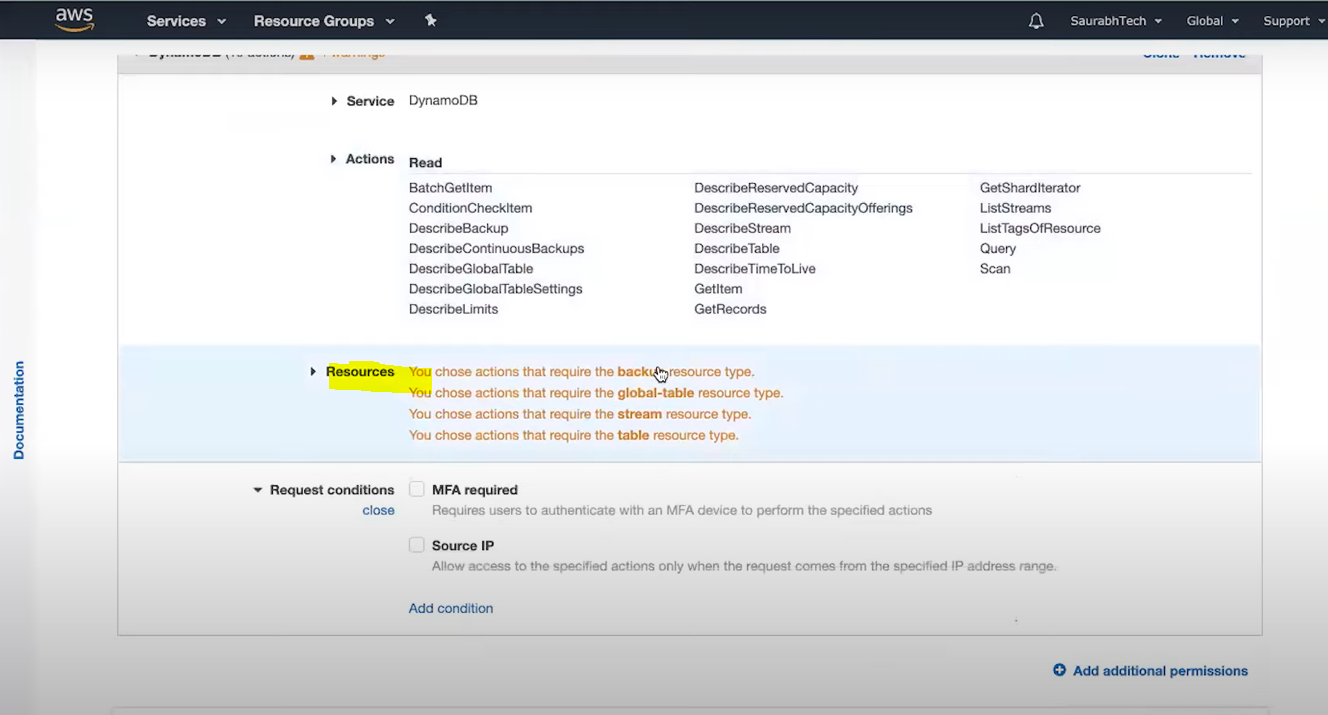 aws Services Resource Groups SaurabhTech Global Support
Documentation
Service DynamoDB
Actions Read
BatchGetItem DescribeReservedCapacity GetShardIterator
ConditionCheckItem DescribeReservedCapacityOfferings ListStreams
DescribeBackup DescribeStream ListTagsOfResource
DescribeContinuousBackups DescribeTable Query
DescribeGlobalTable DescribeTimeToLive Scan
DescribeGlobalTableSettings GetItem
DescribeLimits GetRecords
Resources You chose actions that require the backup resource type.
You chose actions that require the global-table resource type.
You chose actions that require the stream resource type.
You chose actions that require the table resource type.
Request conditions MFA required
close Requires users to authenticate with an MFA device to perform the specified actions
Source IP
Allow access to the specified actions only when the request comes from the specified IP address range.
Add condition
Add additional permissions